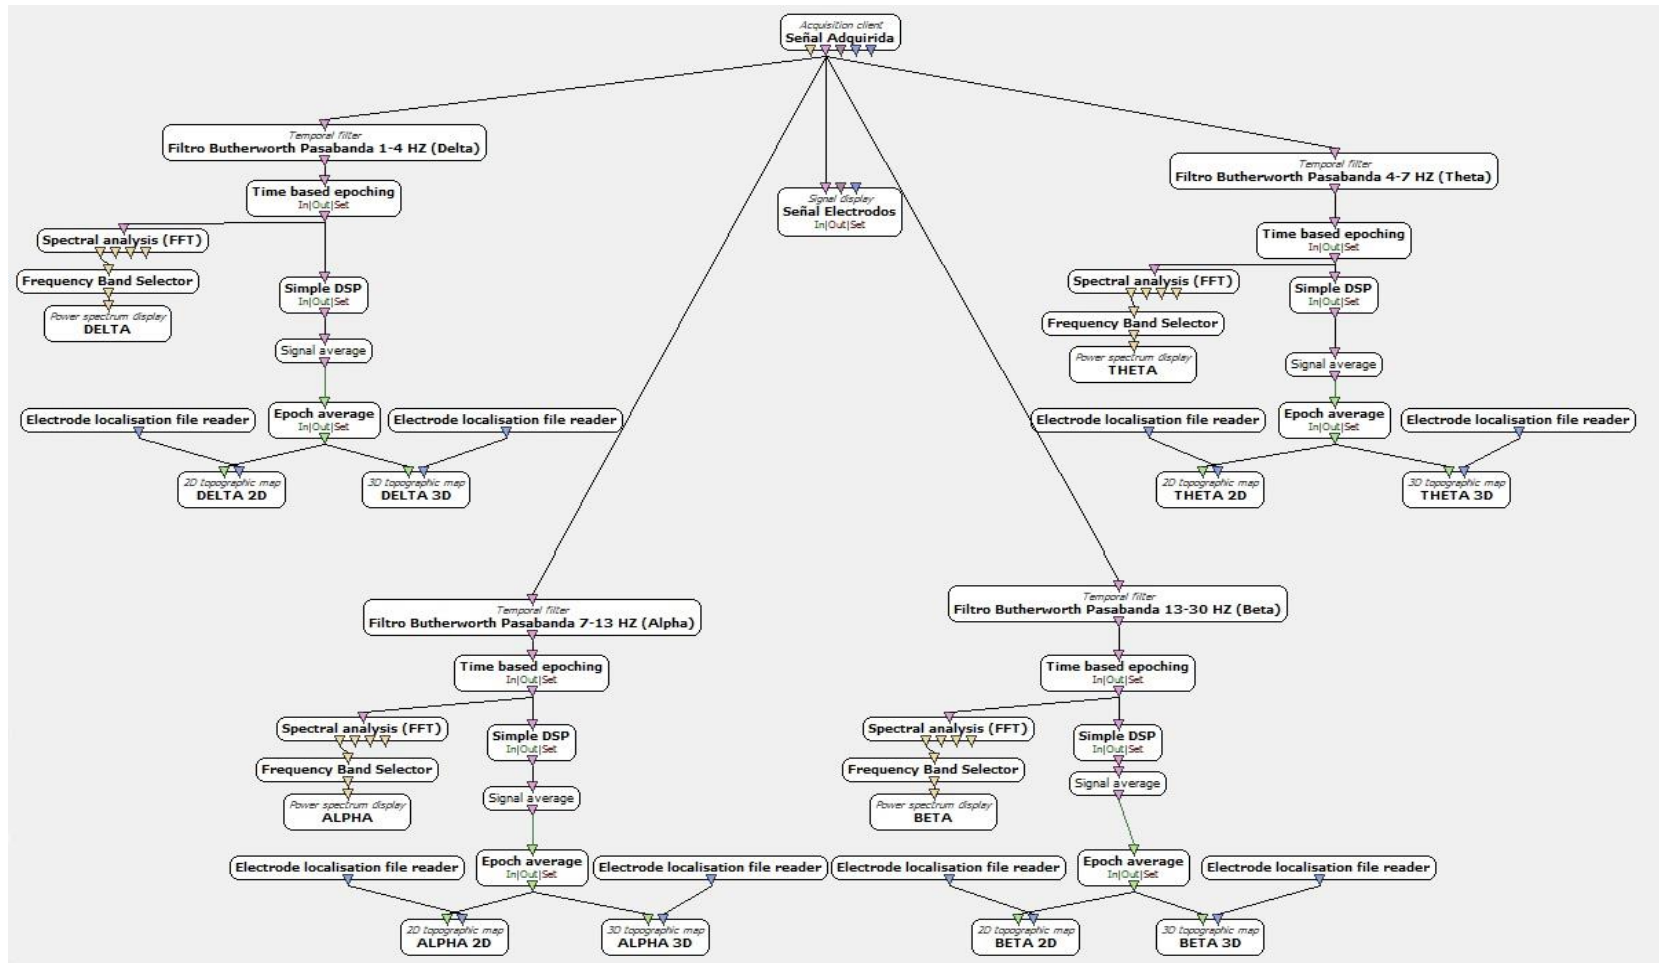 Acquisition client
Señal Adquirida
Temporal filter
Filtro Butherworth Pasabanda 1-4 HZ (Delta)
Time based epoching
In|Out|Set
Spectral analysis (FFT)
Frequency Band Selector
Power spectrum display
DELTA
Simple DSP
In|Out|Set
Signal average
Electrode localisation file reader
Epoch average
In|Out|Set
Electrode localisation file reader
2D topographic map
DELTA 2D
3D topographic map
DELTA 3D
Signal display
Señal Electrodos
In|Out|Set
Temporal filter
Filtro Butherworth Pasabanda 4-7 HZ (Theta)
Time based epoching
In|Out|Set
Spectral analysis (FFT)
Frequency Band Selector
Power spectrum display
THETA
Simple DSP
In|Out|Set
Signal average
Electrode localisation file reader
Epoch average
In|Out|Set
Electrode localisation file reader
2D topographic map
THETA 2D
3D topographic map
THETA 3D
Temporal filter
Filtro Butherworth Pasabanda 7-13 HZ (Alpha)
Time based epoching
In|Out|Set
Spectral analysis (FFT)
Frequency Band Selector
Power spectrum display
ALPHA
Simple DSP
In|Out|Set
Signal average
Electrode localisation file reader
Epoch average
In|Out|Set
Electrode localisation file reader
2D topographic map
ALPHA 2D
3D topographic map
ALPHA 3D
Temporal filter
Filtro Butherworth Pasabanda 13-30 HZ (Beta)
Time based epoching
In|Out|Set
Spectral analysis (FFT)
Frequency Band Selector
Power spectrum display
BETA
Simple DSP
In|Out|Set
Signal average
Electrode localisation file reader
Epoch average
In|Out|Set
Electrode localisation file reader
2D topographic map
BETA 2D
3D topographic map
BETA 3D